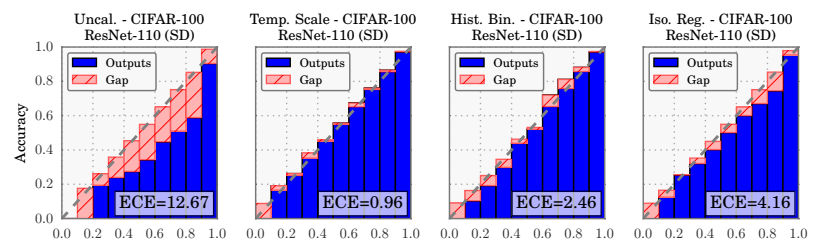 Uncal. - CIFAR-100
ResNet-110 (SD)
Temp. Scale - CIFAR-100
ResNet-110 (SD)
Hist. Bin. - CIFAR-100
ResNet-110 (SD)
Iso. Reg. - CIFAR-100
ResNet-110 (SD)
Accuracy
1.0
0.8
0.6
0.4
0.2
0.0
Outputs
Gap
ECE=12.67
0.0 0.2 0.4 0.6 0.8 1.0
Outputs
Gap
ECE=0.96
0.0 0.2 0.4 0.6 0.8 1.0
Outputs
Gap
ECE=2.46
0.0 0.2 0.4 0.6 0.8 1.0
Outputs
Gap
ECE=4.16
0.0 0.2 0.4 0.6 0.8 1.0